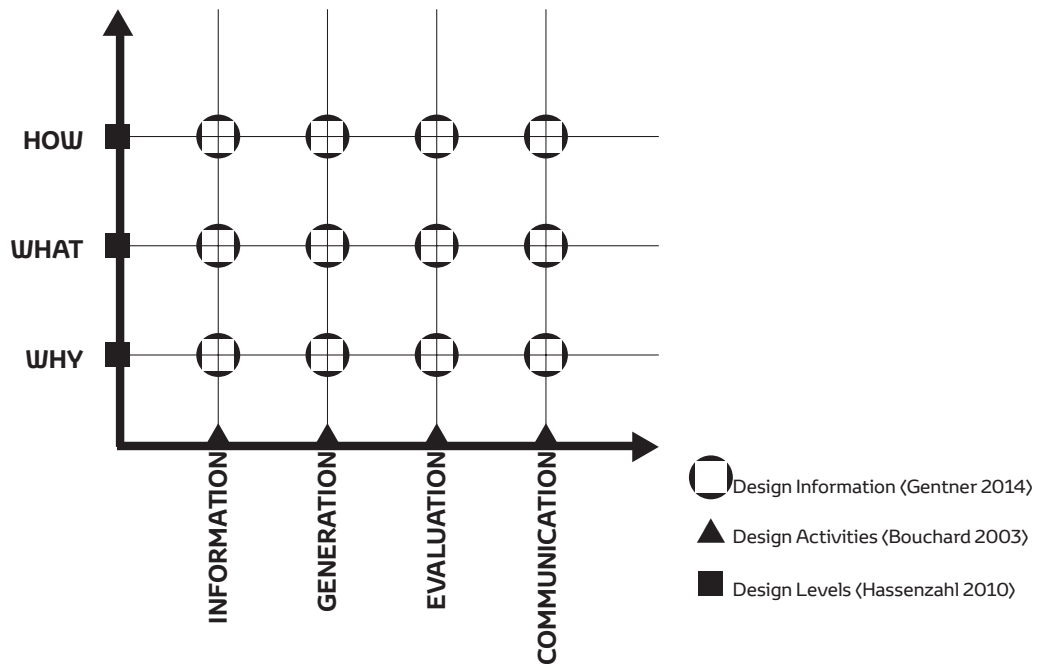 HOW
WHAT
WHY
INFORMATION
GENERATION
EVALUATION
COMMUNICATION
Design Information (Gentner 2014)
Design Activities (Bouchard 2003)
Design Levels (Hassenzahl 2010)